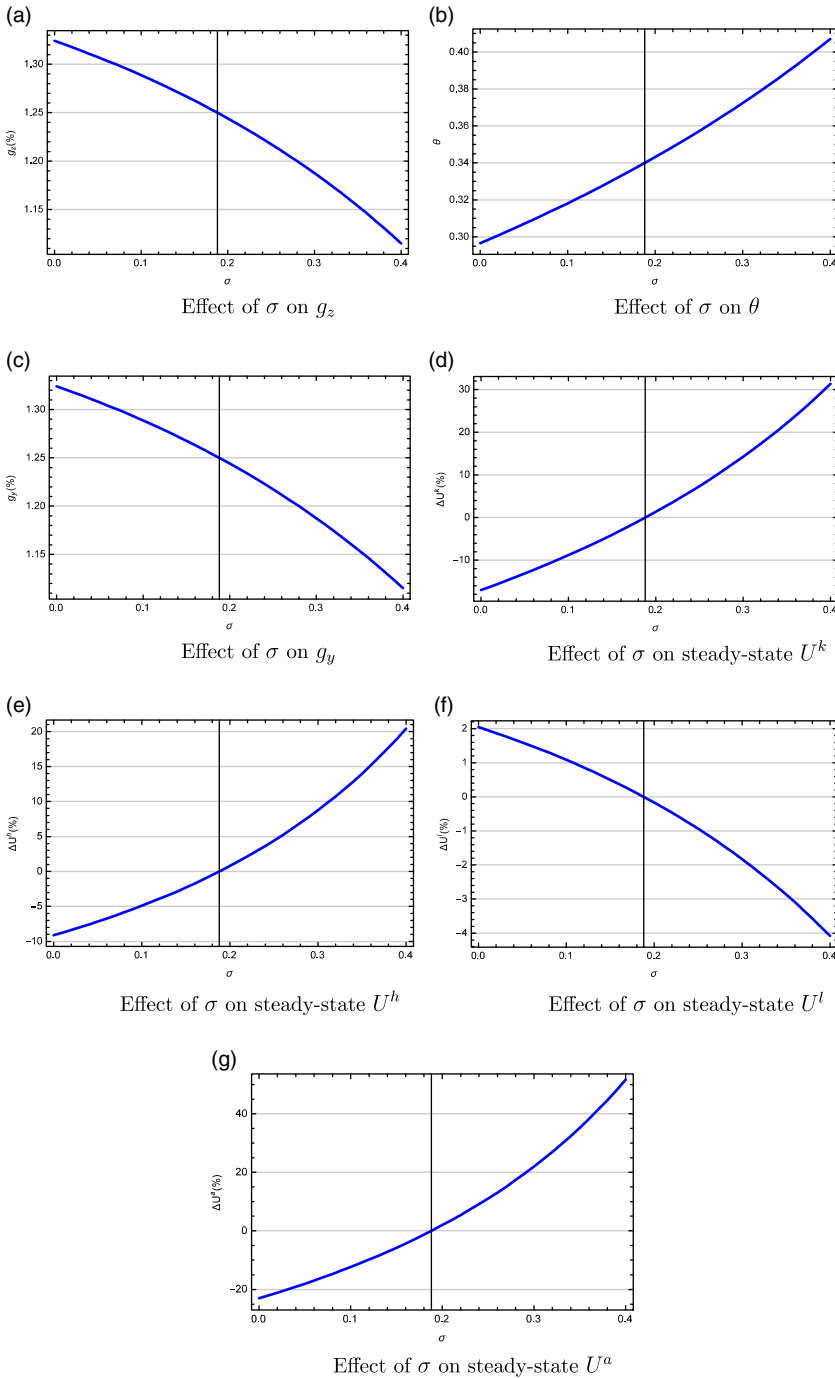 (a)
1.30
1.25
1.20
1.15
g_z(%)
0.0 0.1 0.2 0.3 0.4
σ
Effect of σ on g_z
(b)
0.40
0.38
0.36
0.34
0.32
0.30
θ
0.0 0.1 0.2 0.3 0.4
σ
Effect of σ on θ
(c)
1.30
1.25
1.20
1.15
g_y(%)
0.0 0.1 0.2 0.3 0.4
σ
Effect of σ on g_y
(d)
30
20
10
0
−10
ΔU^k(%)
0.0 0.1 0.2 0.3 0.4
σ
Effect of σ on steady-state U^k
(e)
20
15
10
5
0
−5
−10
ΔU^h(%)
0.0 0.1 0.2 0.3 0.4
σ
Effect of σ on steady-state U^h
(f)
2
1
0
−1
−2
−3
−4
ΔU^l(%)
0.0 0.1 0.2 0.3 0.4
σ
Effect of σ on steady-state U^l
(g)
40
20
0
−20
ΔU^a(%)
0.0 0.1 0.2 0.3 0.4
σ
Effect of σ on steady-state U^a